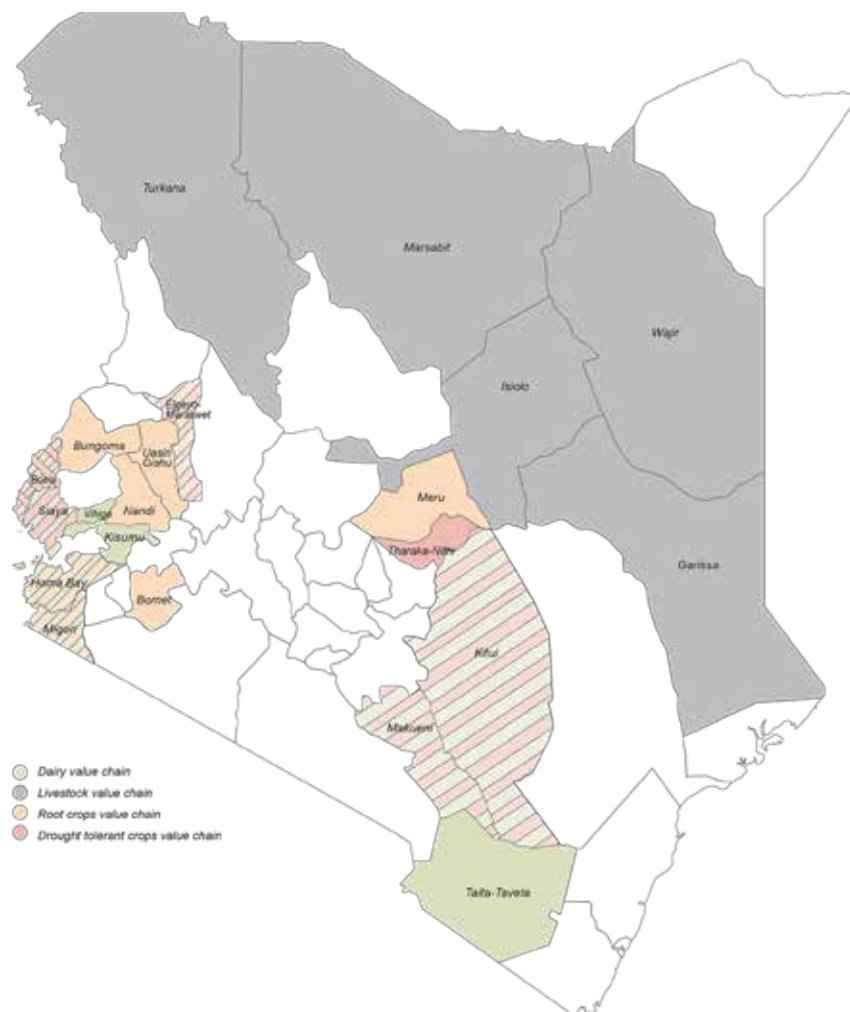 Turkana
Marsabit
Wajir
Isiolo
Elgeyo-
Marakwet
Bungoma
Uasin
Gishu
Busia
Meru
Siaya
Vihiga
Nandi
Kisumu
Tharaka-Nithi
Garissa
Homa Bay
Bomet
Migori
Kitui
Makueni
Dairy value chain
Livestock value chain
Root crops value chain
Drought tolerant crops value chain
Taita-Taveta